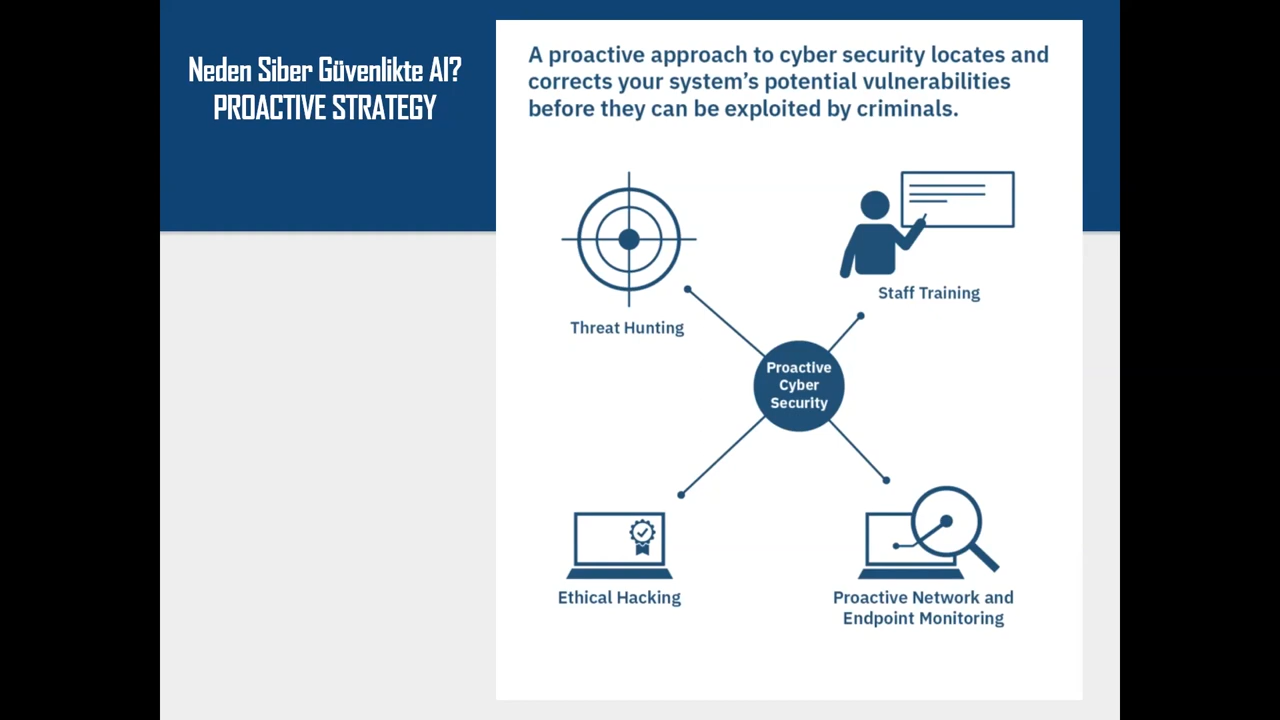 Neden Siber Güvenlikte AI?
PROACTIVE STRATEGY
A proactive approach to cyber security locates and
corrects your system’s potential vulnerabilities
before they can be exploited by criminals.
Threat Hunting
Staff Training
Proactive
Cyber
Security
Ethical Hacking
Proactive Network and
Endpoint Monitoring